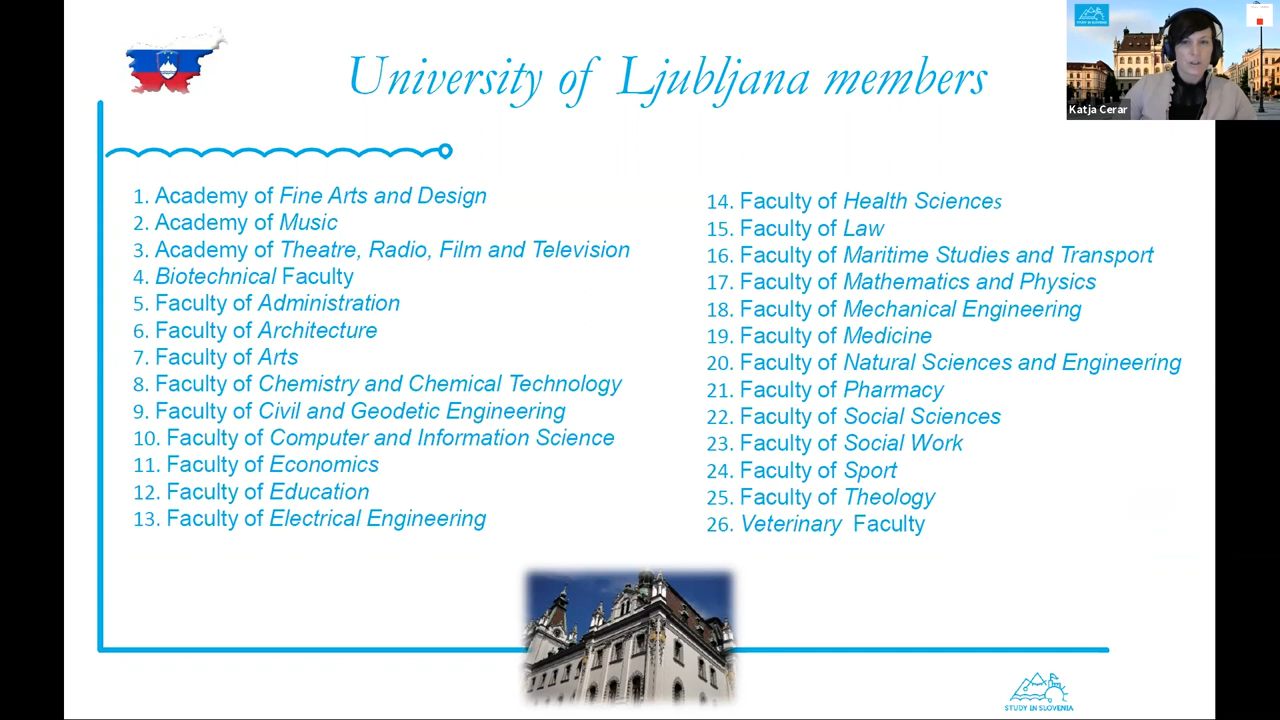 University of Ljubljana members
STUDY IN SLOVENIA
Katja Cerar
1. Academy of Fine Arts and Design
2. Academy of Music
3. Academy of Theatre, Radio, Film and Television
4. Biotechnical Faculty
5. Faculty of Administration
6. Faculty of Architecture
7. Faculty of Arts
8. Faculty of Chemistry and Chemical Technology
9. Faculty of Civil and Geodetic Engineering
10. Faculty of Computer and Information Science
11. Faculty of Economics
12. Faculty of Education
13. Faculty of Electrical Engineering
14. Faculty of Health Sciences
15. Faculty of Law
16. Faculty of Maritime Studies and Transport
17. Faculty of Mathematics and Physics
18. Faculty of Mechanical Engineering
19. Faculty of Medicine
20. Faculty of Natural Sciences and Engineering
21. Faculty of Pharmacy
22. Faculty of Social Sciences
23. Faculty of Social Work
24. Faculty of Sport
25. Faculty of Theology
26. Veterinary Faculty
STUDY IN SLOVENIA